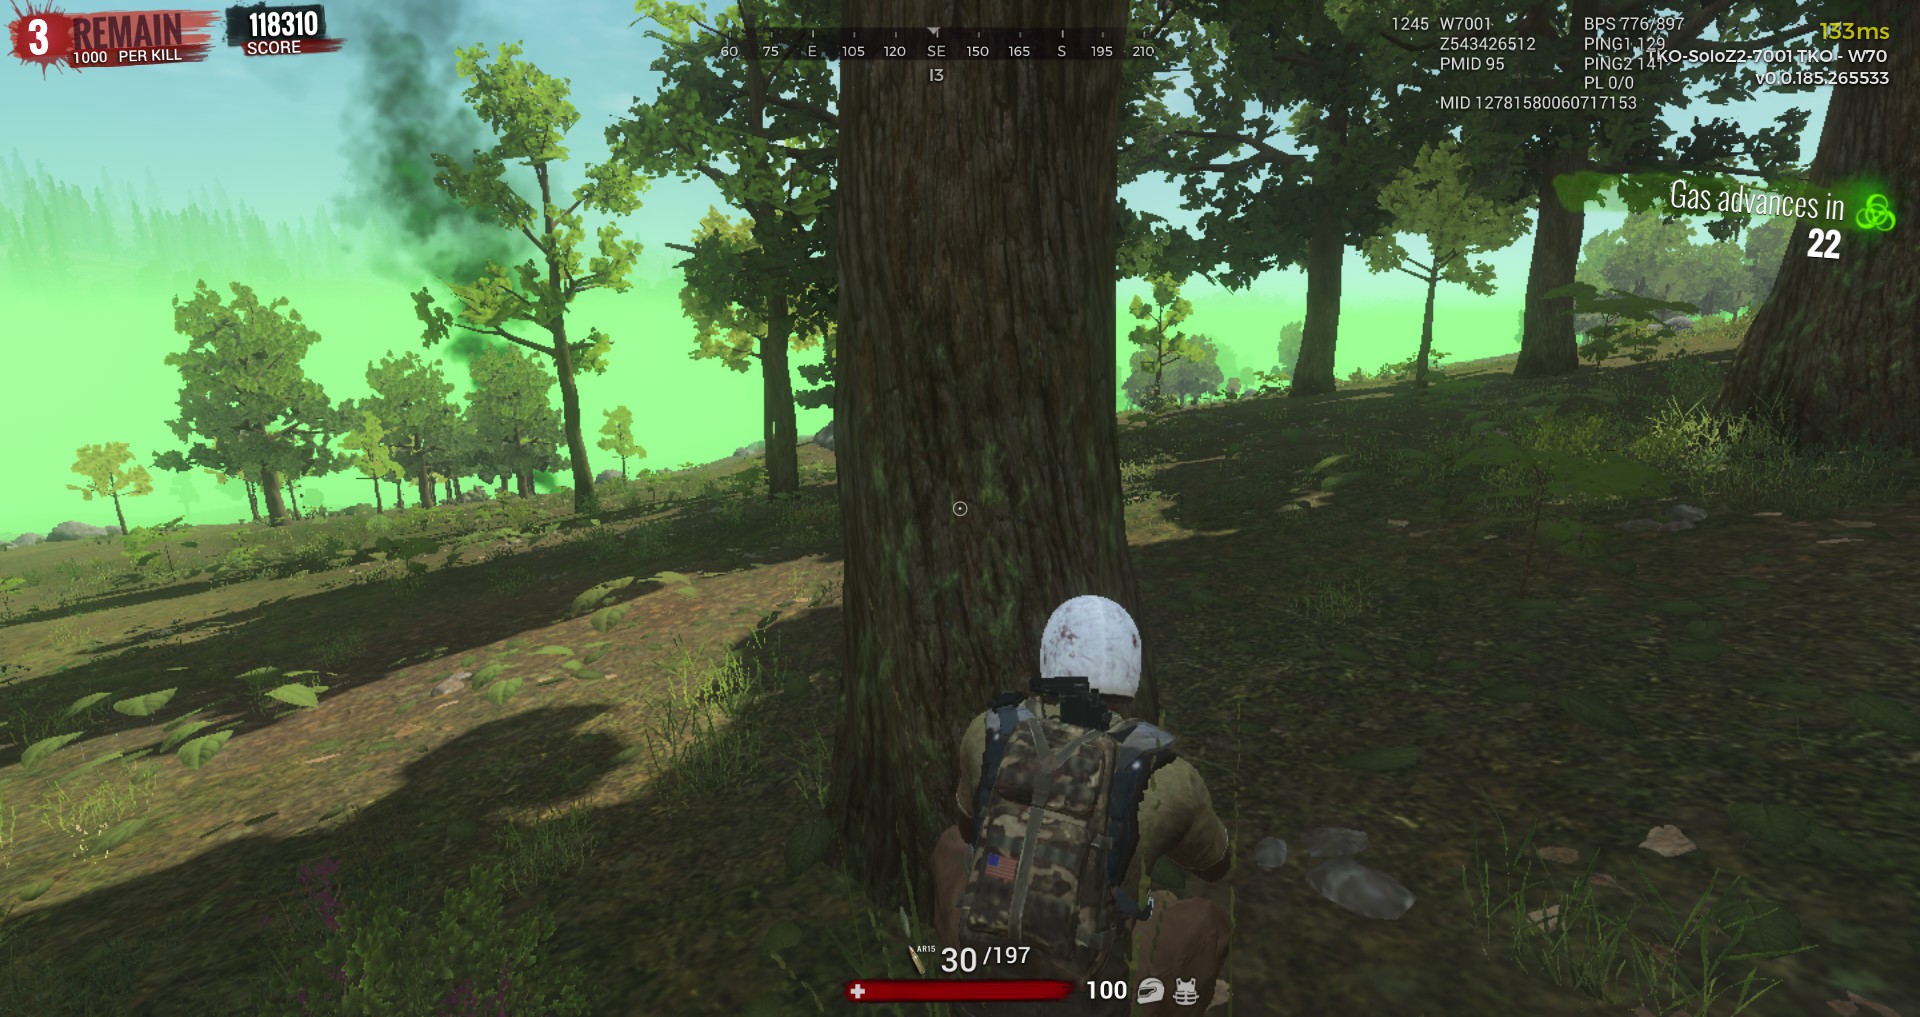 3 REMAIN
1000 PER KILL
118310
SCORE
60 75 E 105 120 SE 150 165 S 195 210
I3
1245 W7001 BPS 776/897
Z543426512 PING1 129
PMID 95 PING2 141
PL 0/0
MID 12781580060717153
133ms
TKO-SoloZ2-7001 TKO - W70
v0.0.185.265533
Gas advances in
22
AR15 30/197
100